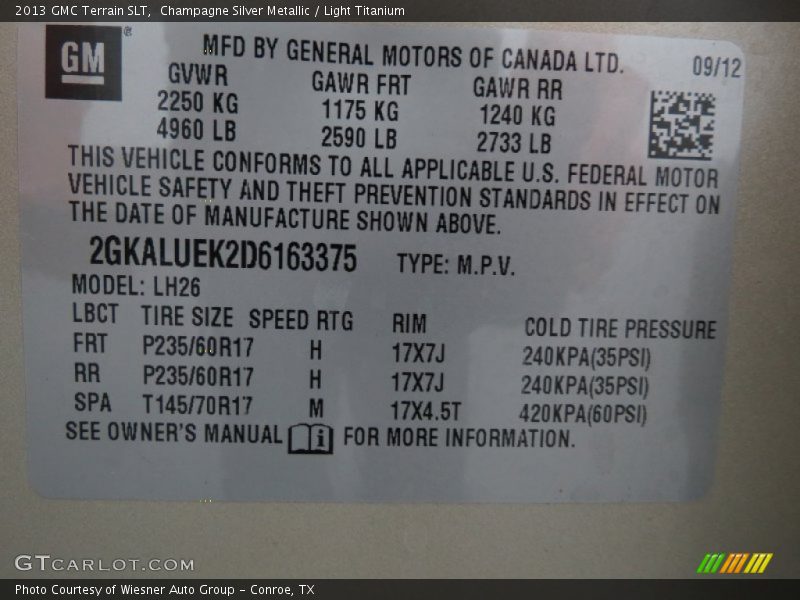 2013 GMC Terrain SLT,  Champagne Silver Metallic / Light Titanium
GM®
MFD BY GENERAL MOTORS OF CANADA LTD.
09/12
GVWR GAWR FRT GAWR RR
2250 KG 1175 KG 1240 KG
4960 LB 2590 LB 2733 LB
THIS VEHICLE CONFORMS TO ALL APPLICABLE U.S. FEDERAL MOTOR
VEHICLE SAFETY AND THEFT PREVENTION STANDARDS IN EFFECT ON
THE DATE OF MANUFACTURE SHOWN ABOVE.
2GKALUEK2D6163375 TYPE: M.P.V.
MODEL: LH26
LBCT TIRE SIZE SPEED RTG RIM COLD TIRE PRESSURE
FRT P235/60R17 H 17X7J 240KPA(35PSI)
RR P235/60R17 H 17X7J 240KPA(35PSI)
SPA T145/70R17 M 17X4.5T 420KPA(60PSI)
SEE OWNER'S MANUAL i FOR MORE INFORMATION.
GTCARLOT.COM
Photo Courtesy of Wiesner Auto Group - Conroe, TX